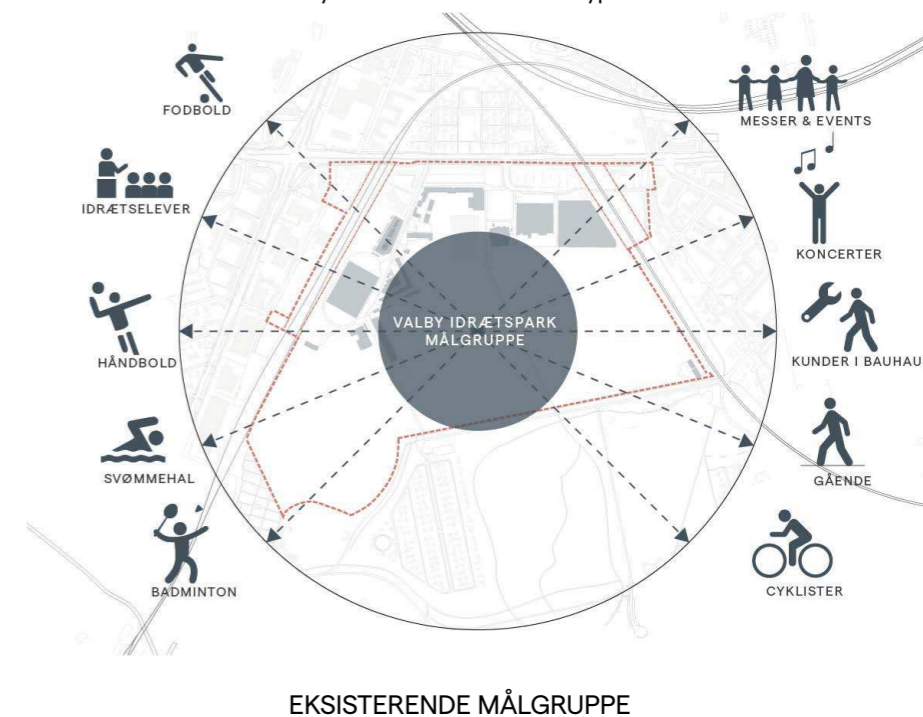 FODBOLD
MESSER & EVENTS
IDRÆTSELEVER
KONCERTER
VALBY IDRÆTSPARK
MÅLGRUPPE
HÅNDBOLD
KUNDER I BAUHAU
SVØMMEHAL
GÅENDE
BADMINTON
CYKLISTER
EKSISTERENDE MÅLGRUPPE